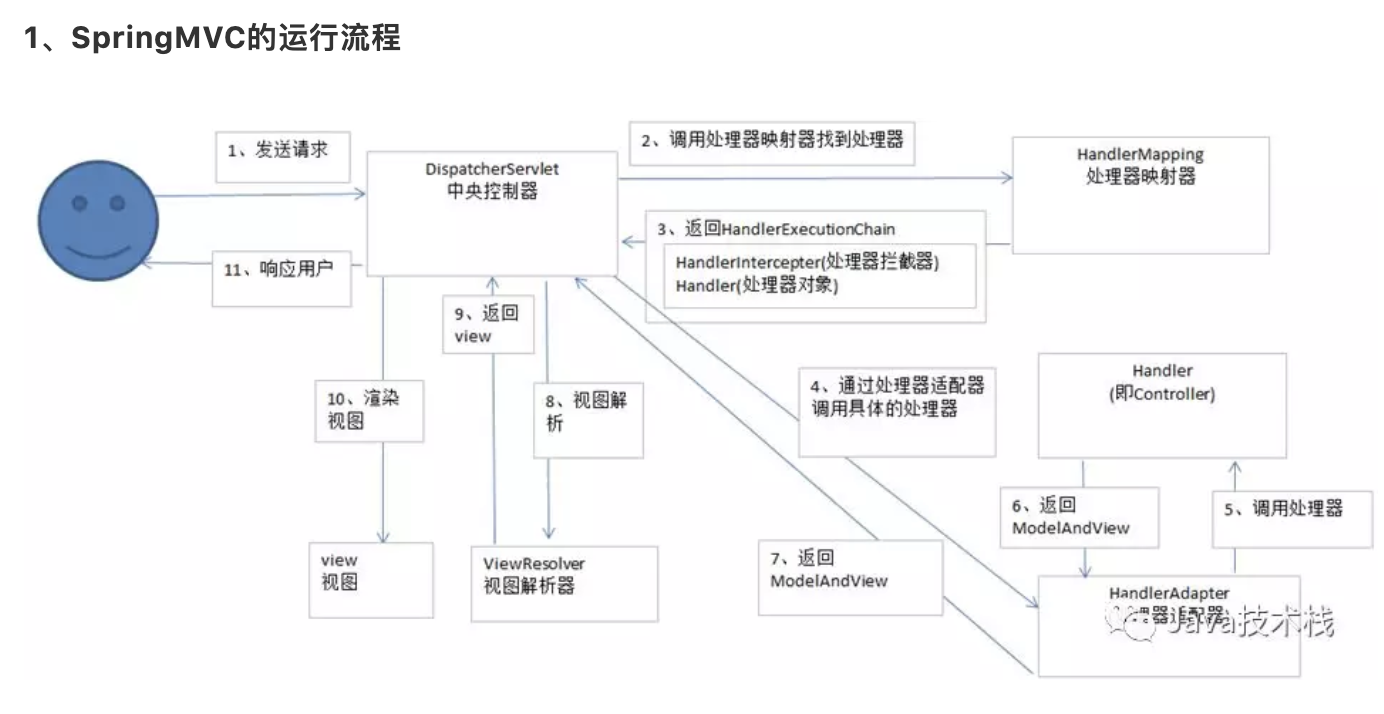 1、SpringMVC的运行流程
1、发送请求
DispatcherServlet
中央控制器
2、调用处理器映射器找到处理器
HandlerMapping
处理器映射器
3、返回HandlerExecutionChain
HandlerIntercepter(处理器拦截器)
Handler(处理器对象)
11、响应用户
9、返回
view
10、渲染
视图
8、视图解
析
4、通过处理器适配器
调用具体的处理器
Handler
(即Controller)
6、返回
ModelAndView
5、调用处理器
7、返回
ModelAndView
view
视图
ViewResolver
视图解析器
HandlerAdapter
理器适配器
Java技术栈